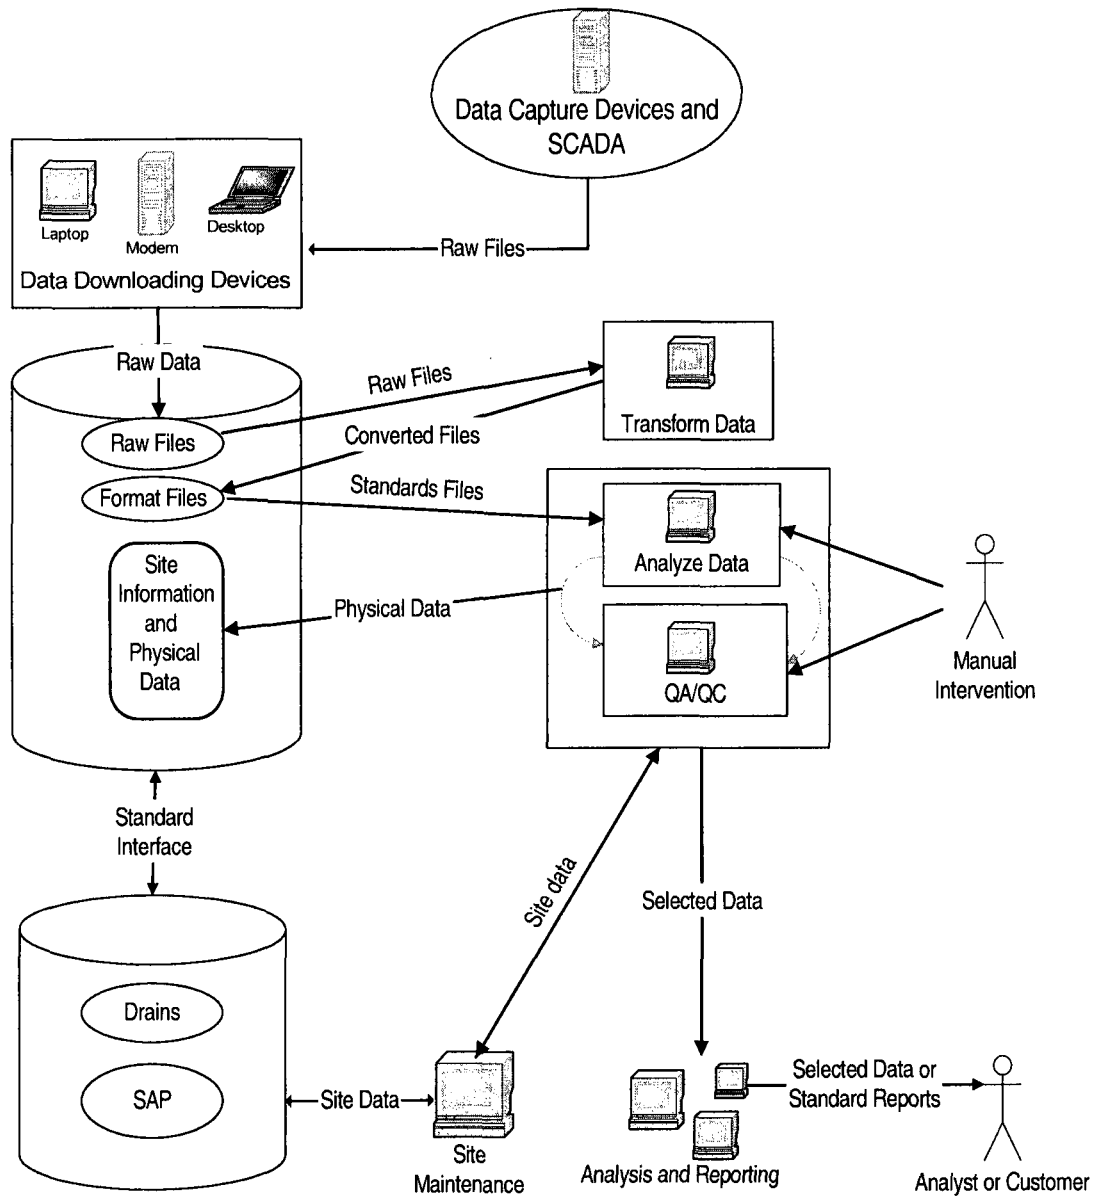 Data Capture Devices and
SCADA
Laptop
Modem
Desktop
Data Downloading Devices
Raw Files
Raw Data
Raw Files
Transform Data
Raw Files
Converted Files
Format Files
Standards Files
Analyze Data
Site
Information
and
Physical
Data
Physical Data
QA/QC
Manual
Intervention
Standard
Interface
Site data
Selected Data
Drains
SAP
Site Data
Site
Maintenance
Analysis and Reporting
Selected Data or
Standard Reports
Analyst or Customer